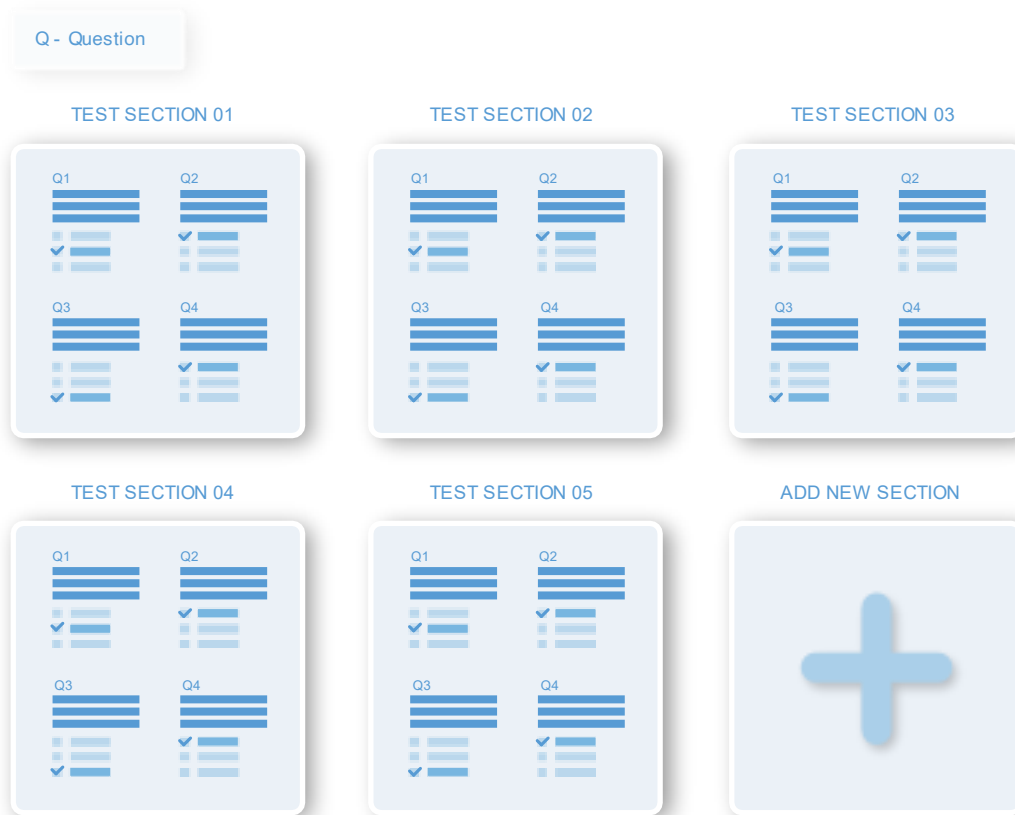 Q - Question
TEST SECTION 01
TEST SECTION 02
TEST SECTION 03
Q1 Q2
Q3 Q4
Q1 Q2
Q3 Q4
Q1 Q2
Q3 Q4
TEST SECTION 04
TEST SECTION 05
ADD NEW SECTION
Q1 Q2
Q3 Q4
Q1 Q2
Q3 Q4